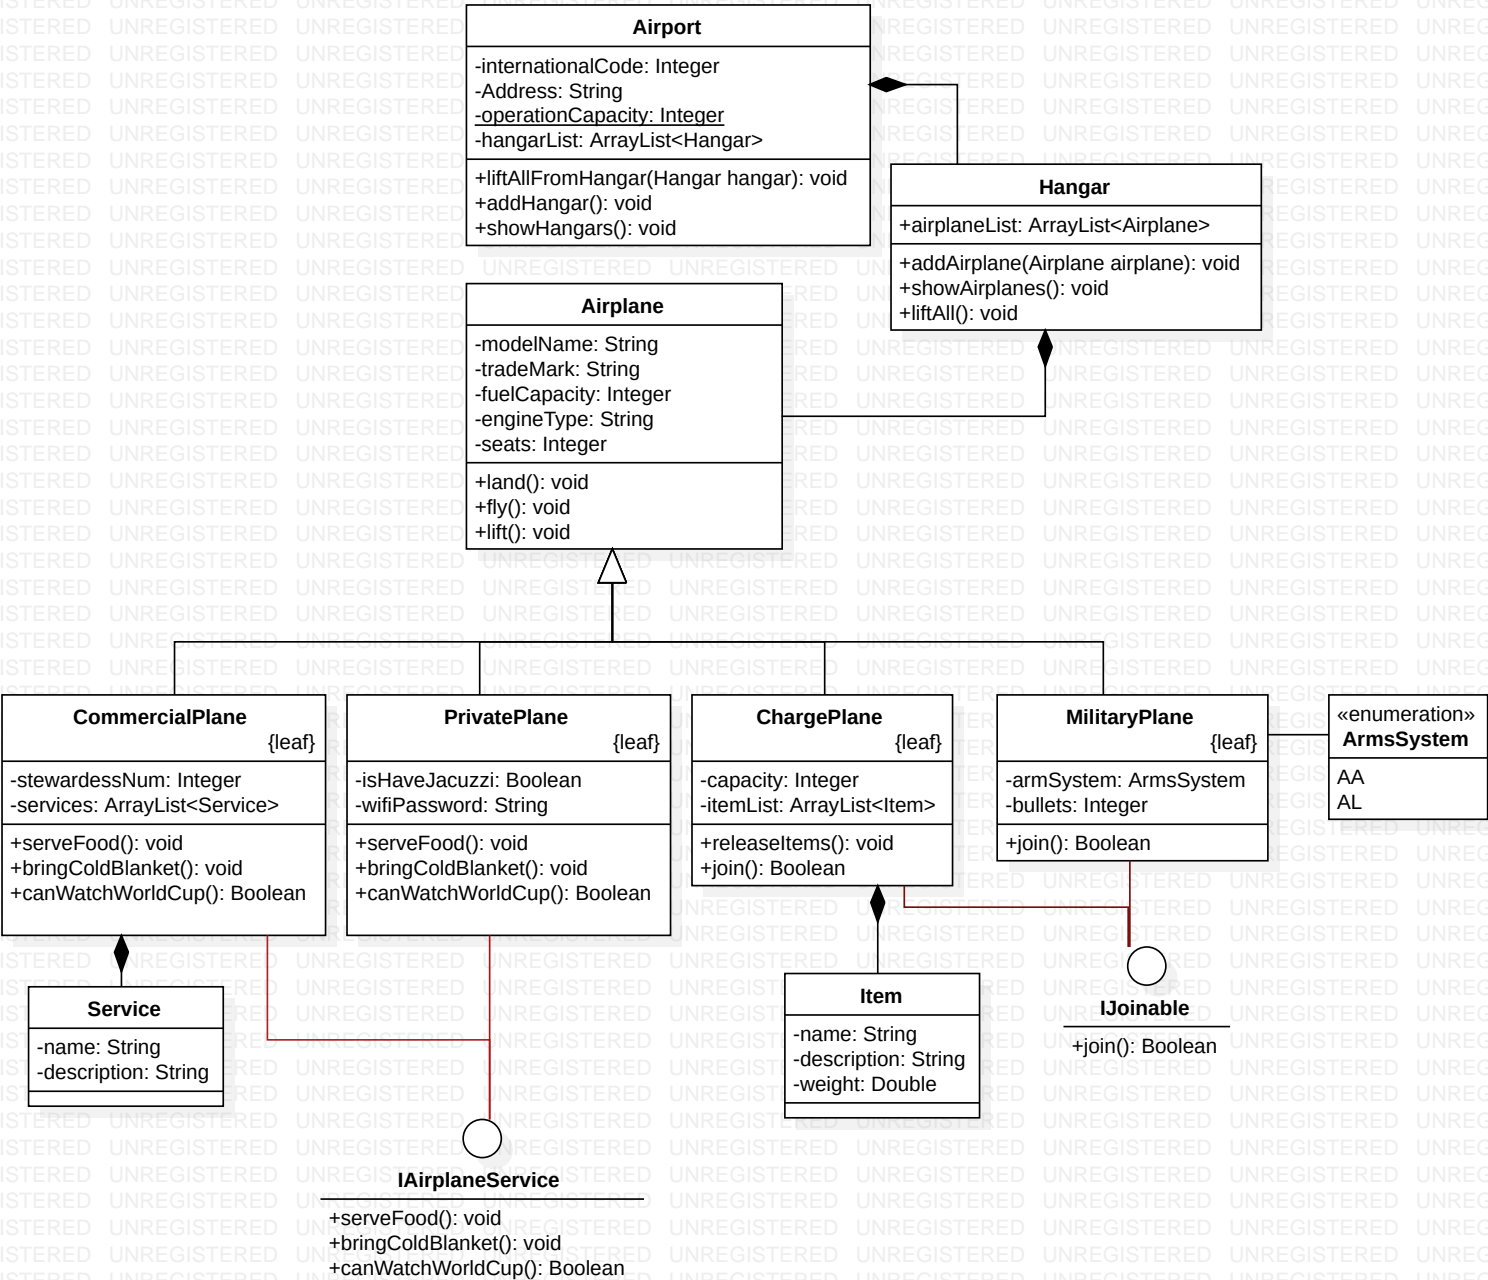 Airport
-internationalCode: Integer
-Address: String
-operationCapacity: Integer
-hangarList: ArrayList<Hangar>
+liftAllFromHangar(Hangar hangar): void
+addHangar(): void
+showHangars(): void
Hangar
+airplaneList: ArrayList<Airplane>
+addAirplane(Airplane airplane): void
+showAirplanes(): void
+liftAll(): void
Airplane
-modelName: String
-tradeMark: String
-fuelCapacity: Integer
-engineType: String
-seats: Integer
+land(): void
+fly(): void
+lift(): void
CommercialPlane
{leaf}
-stewardessNum: Integer
-services: ArrayList<Service>
+serveFood(): void
+bringColdBlanket(): void
+canWatchWorldCup(): Boolean
PrivatePlane
{leaf}
-isHaveJacuzzi: Boolean
-wifiPassword: String
+serveFood(): void
+bringColdBlanket(): void
+canWatchWorldCup(): Boolean
ChargePlane
{leaf}
-capacity: Integer
-itemList: ArrayList<Item>
+releaseItems(): void
+join(): Boolean
MilitaryPlane
{leaf}
-armSystem: ArmsSystem
-bullets: Integer
+join(): Boolean
«enumeration»
ArmsSystem
AA
AL
Service
-name: String
-description: String
Item
-name: String
-description: String
-weight: Double
IJoinable
+join(): Boolean
IAirplaneService
+serveFood(): void
+bringColdBlanket(): void
+canWatchWorldCup(): Boolean
UNREGISTERED